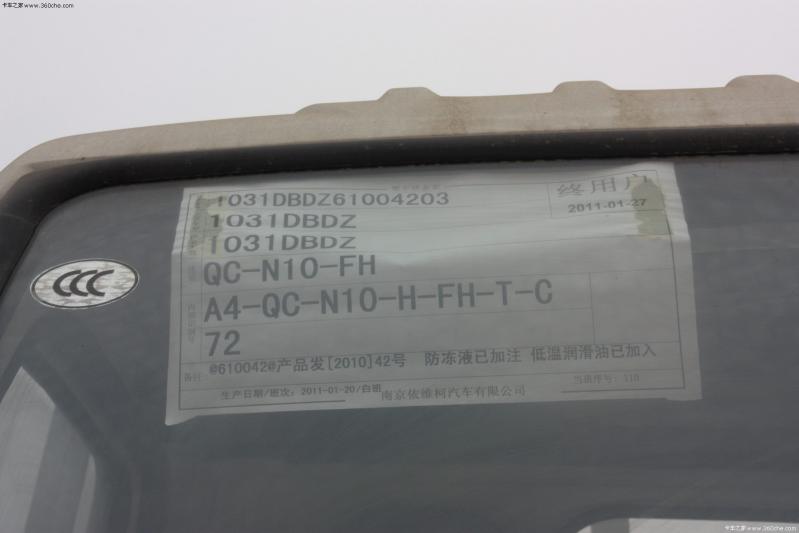 卡车之家 www.360che.com
1031DBDZ61004203
终用户
2011-01-27
1031DBDZ
1031DBDZ
QC-N10-FH
A4-QC-N10-H-FH-T-C
72
备注: @610042@产品发[2010]42号 防冻液已加注 低温润滑油已加入
生产日期/班次: 2011-01-20/白班 南京依维柯汽车有限公司 当班序号: 110
CCC
卡车之家 www.360che.com